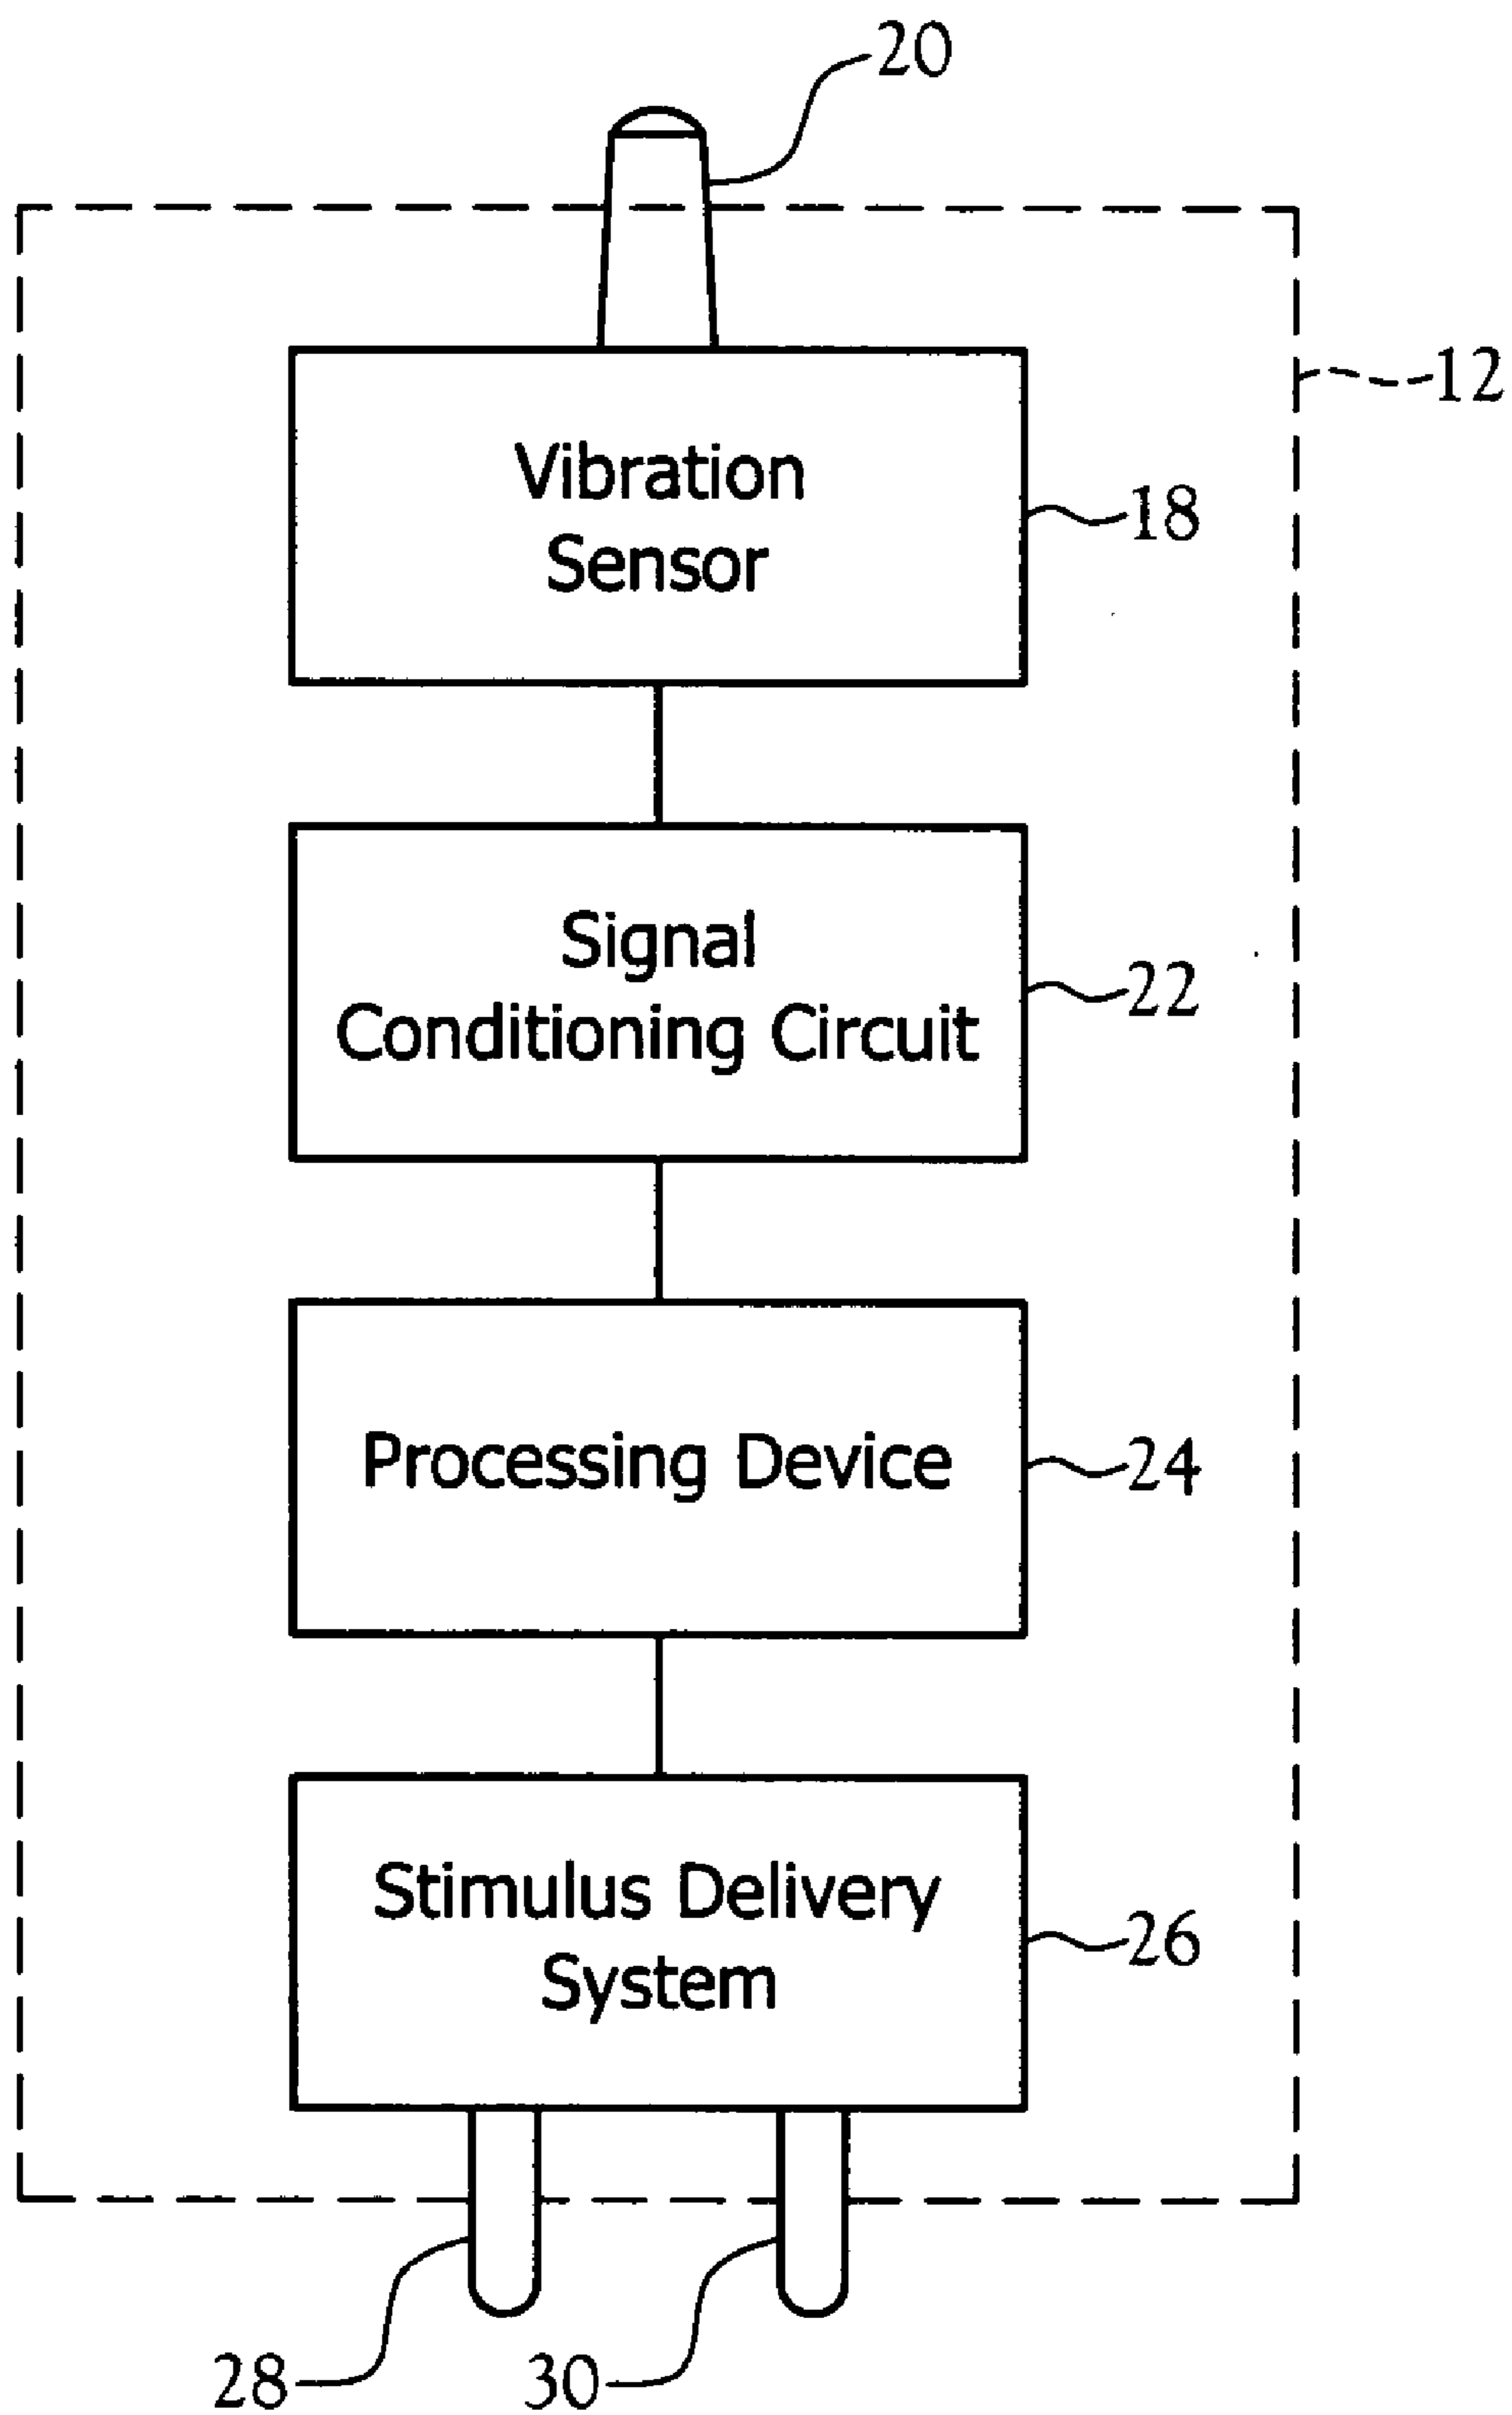 20
12
Vibration
Sensor
18
Signal
Conditioning Circuit
22
Processing Device
24
Stimulus Delivery
System
26
28
30